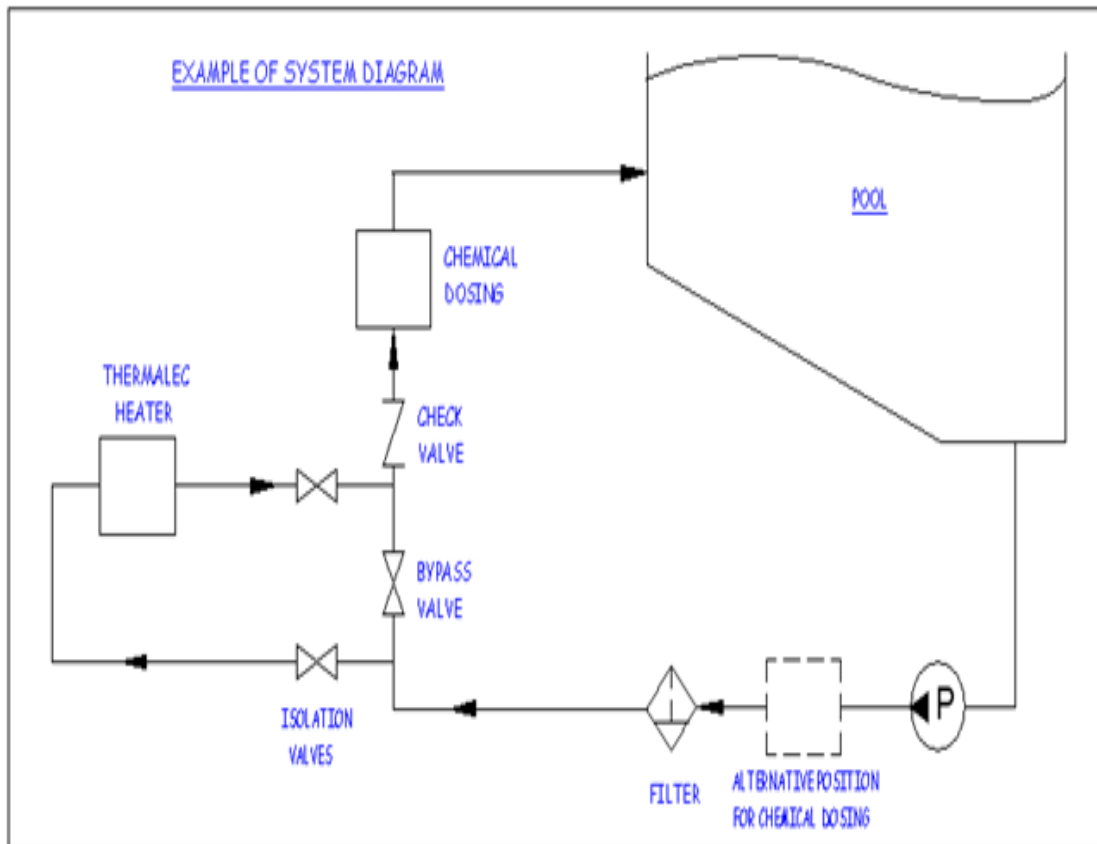 EXAMPLE OF SYSTEM DIAGRAM
POOL
CHEMICAL
DOSING
THERMALEC
HEATER
CHECK
VALVE
BYPASS
VALVE
ISOLATION
VALVES
FILTER
P
ALTERNATIVE POSITION
FOR CHEMICAL DOSING